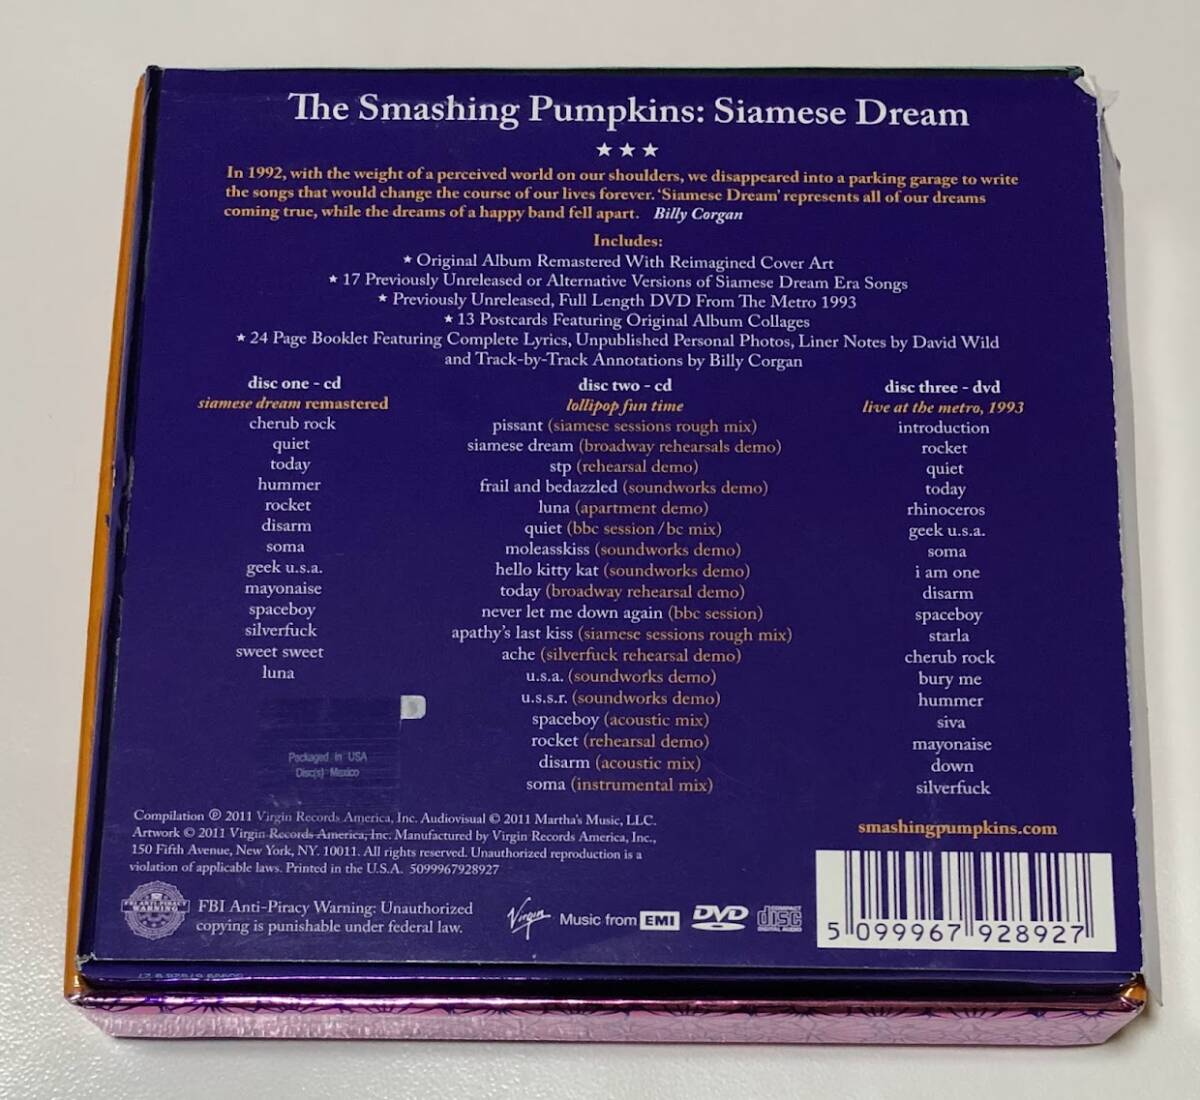 The Smashing Pumpkins: Siamese Dream
★ ★ ★
In 1992, with the weight of a perceived world on our shoulders, we disappeared into a parking garage to write
the songs that would change the course of our lives forever. 'Siamese Dream' represents all of our dreams
coming true, while the dreams of a happy band fell apart. Billy Corgan
Includes:
★ Original Album Remastered With Reimagined Cover Art
★ 17 Previously Unreleased or Alternative Versions of Siamese Dream Era Songs
★ Previously Unreleased, Full Length DVD From The Metro 1993
★ 13 Postcards Featuring Original Album Collages
★ 24 Page Booklet Featuring Complete Lyrics, Unpublished Personal Photos, Liner Notes by David Wild
and Track-by-Track Annotations by Billy Corgan
disc one - cd
siamese dream remastered
cherub rock
quiet
today
hummer
rocket
disarm
soma
geek u.s.a.
mayonaise
spaceboy
silverfuck
sweet sweet
luna
disc two - cd
lollipop fun time
pissant (siamese sessions rough mix)
siamese dream (broadway rehearsals demo)
stp (rehearsal demo)
frail and bedazzled (soundworks demo)
luna (apartment demo)
quiet (bbc session/bc mix)
moleasskiss (soundworks demo)
hello kitty kat (soundworks demo)
today (broadway rehearsal demo)
never let me down again (bbc session)
apathy's last kiss (siamese sessions rough mix)
ache (silverfuck rehearsal demo)
u.s.a. (soundworks demo)
u.s.s.r. (soundworks demo)
spaceboy (acoustic mix)
rocket (rehearsal demo)
disarm (acoustic mix)
soma (instrumental mix)
disc three - dvd
live at the metro, 1993
introduction
rocket
quiet
today
rhinoceros
geek u.s.a.
soma
i am one
disarm
spaceboy
starla
cherub rock
bury me
hummer
siva
mayonaise
down
silverfuck
Packaged in USA
Disc(s) Mexico
Compilation ℗ 2011 Virgin Records America, Inc. Audiovisual © 2011 Martha's Music, LLC.
Artwork © 2011 Virgin Records America, Inc. Manufactured by Virgin Records America, Inc.,
150 Fifth Avenue, New York, NY. 10011. All rights reserved. Unauthorized reproduction is a
violation of applicable laws. Printed in the U.S.A. 5099967928927
FBI ANTI-PIRACY
WARNING
FBI Anti-Piracy Warning: Unauthorized
copying is punishable under federal law.
Virgin
Music from EMI
DVD
VIDEO
COMPACT
disc
DIGITAL AUDIO
smashingpumpkins.com
5 099967 928927